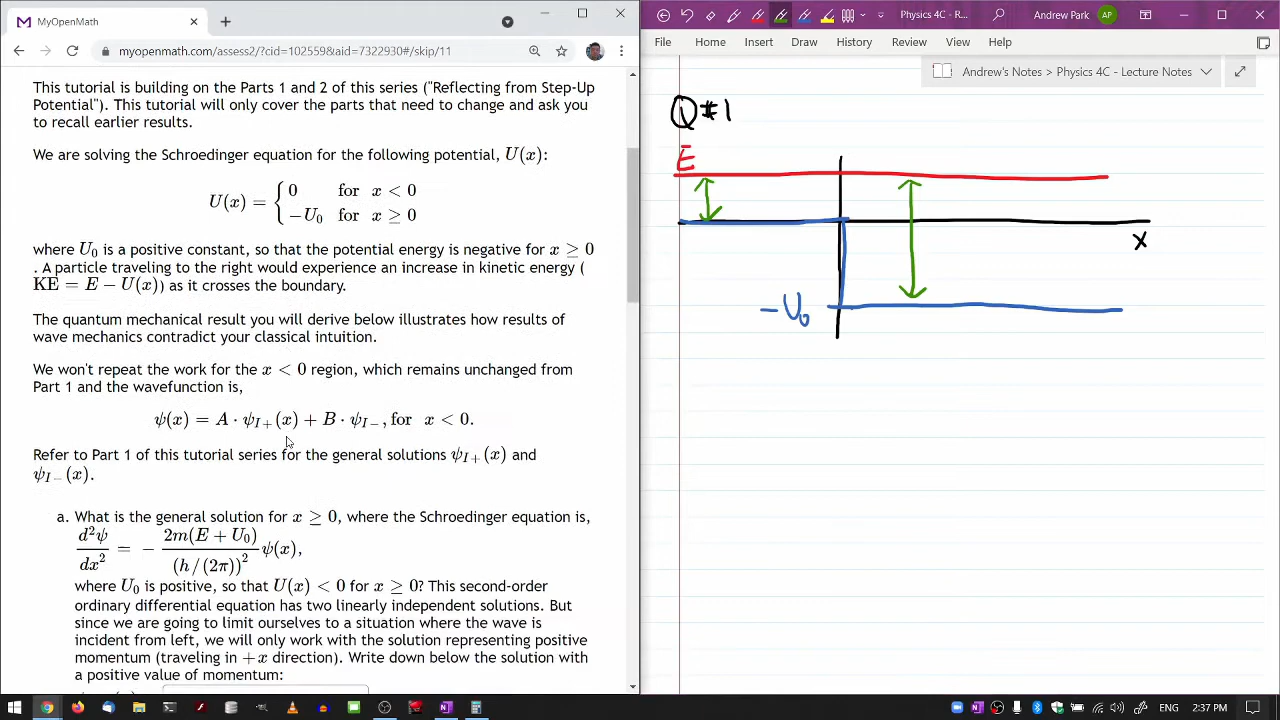 MyOpenMath
myopenmath.com/assess2/?cid=102559&aid=7322930#/skip/11
This tutorial is building on the Parts 1 and 2 of this series ("Reflecting from Step-Up
Potential"). This tutorial will only cover the parts that need to change and ask you
to recall earlier results.
We are solving the Schroedinger equation for the following potential, U(x):
U(x) = { 0 for x < 0
−U₀ for x ≥ 0
where U₀ is a positive constant, so that the potential energy is negative for x ≥ 0
. A particle traveling to the right would experience an increase in kinetic energy (
KE = E − U(x)) as it crosses the boundary.
The quantum mechanical result you will derive below illustrates how results of
wave mechanics contradict your classical intuition.
We won't repeat the work for the x < 0 region, which remains unchanged from
Part 1 and the wavefunction is,
ψ(x) = A · ψ_{I+}(x) + B · ψ_{I−}, for x < 0.
Refer to Part 1 of this tutorial series for the general solutions ψ_{I+}(x) and
ψ_{I−}(x).
a. What is the general solution for x ≥ 0, where the Schroedinger equation is,
d²ψ/dx² = − 2m(E + U₀)/(h/(2π))² ψ(x),
where U₀ is positive, so that U(x) < 0 for x ≥ 0? This second-order
ordinary differential equation has two linearly independent solutions. But
since we are going to limit ourselves to a situation where the wave is
incident from left, we will only work with the solution representing positive
momentum (traveling in +x direction). Write down below the solution with
a positive value of momentum:
Physics 4C - R...
Andrew Park
AP
File Home Insert Draw History Review View Help
Andrew's Notes > Physics 4C - Lecture Notes
Q#1
E
x
−U₀
ENG 2:37 PM